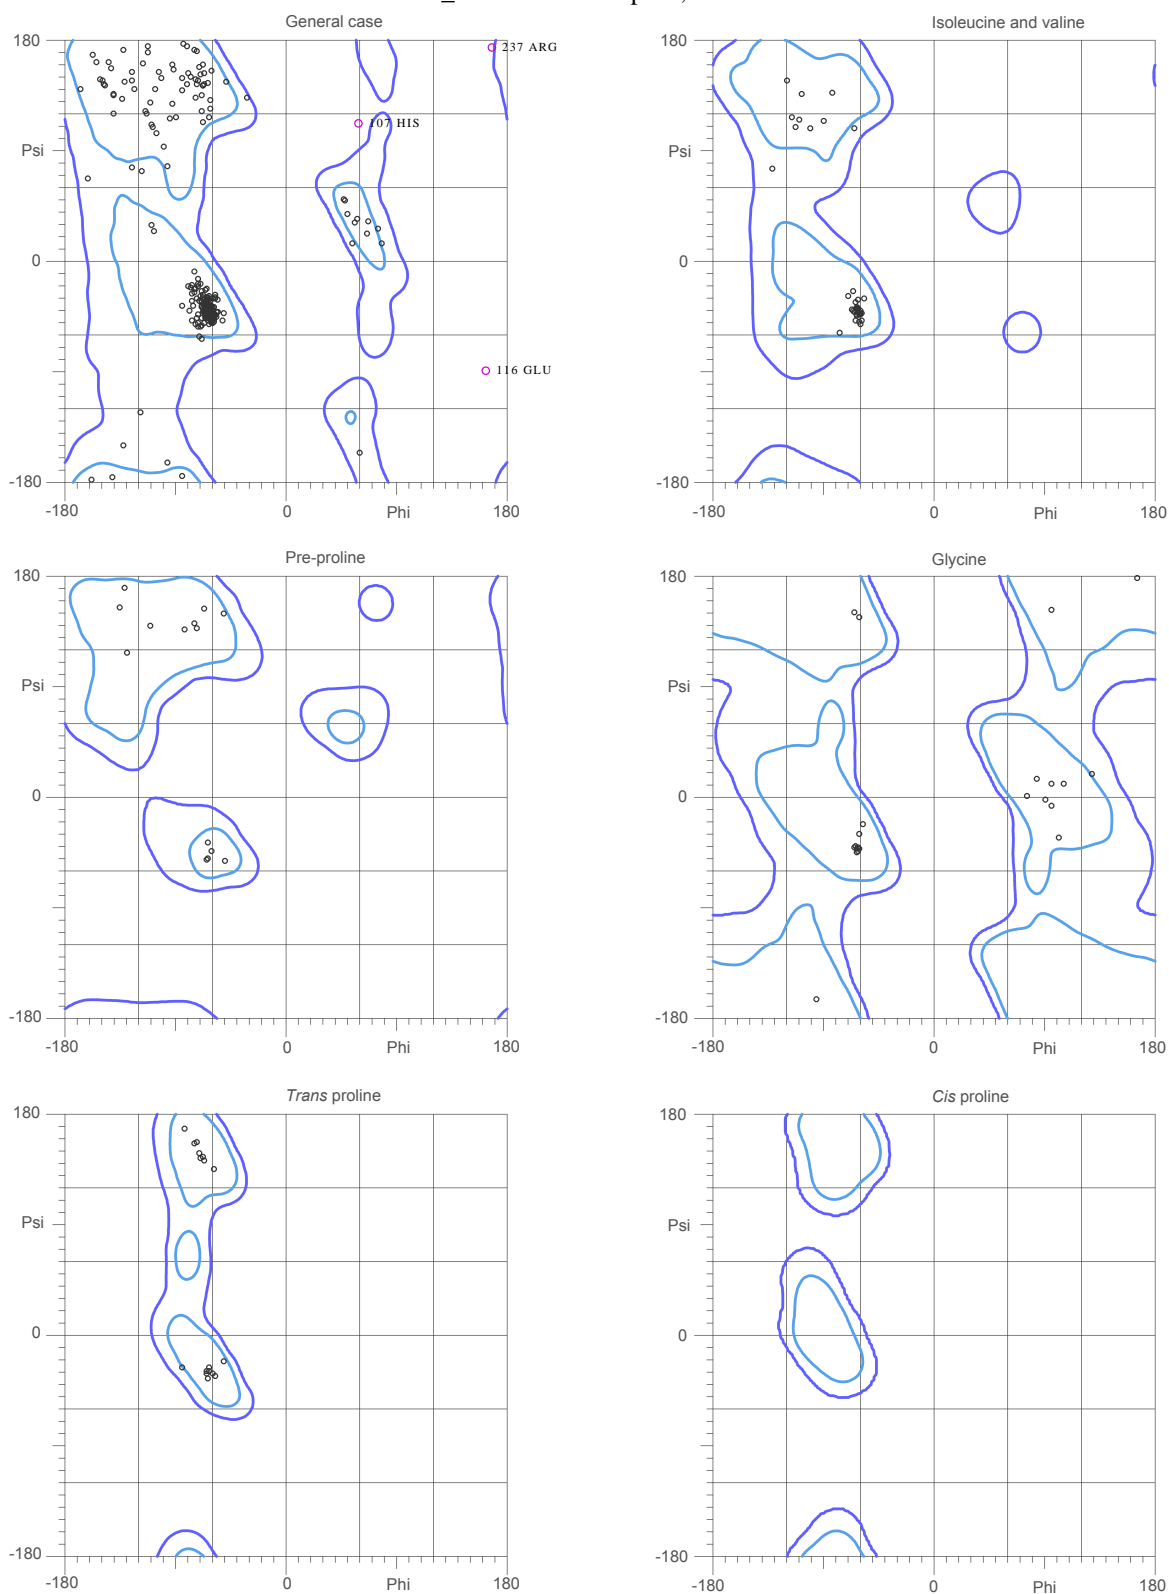 General case
180
Psi
0
-180
-180
0
Phi
180
237 ARG
107 HIS
116 GLU
Isoleucine and valine
180
Psi
0
-180
-180
0
Phi
180
Pre-proline
180
Psi
0
-180
-180
0
Phi
180
Glycine
180
Psi
0
-180
-180
0
Phi
180
Trans proline
180
Psi
0
-180
-180
0
Phi
180
Cis proline
180
Psi
0
-180
-180
0
Phi
180